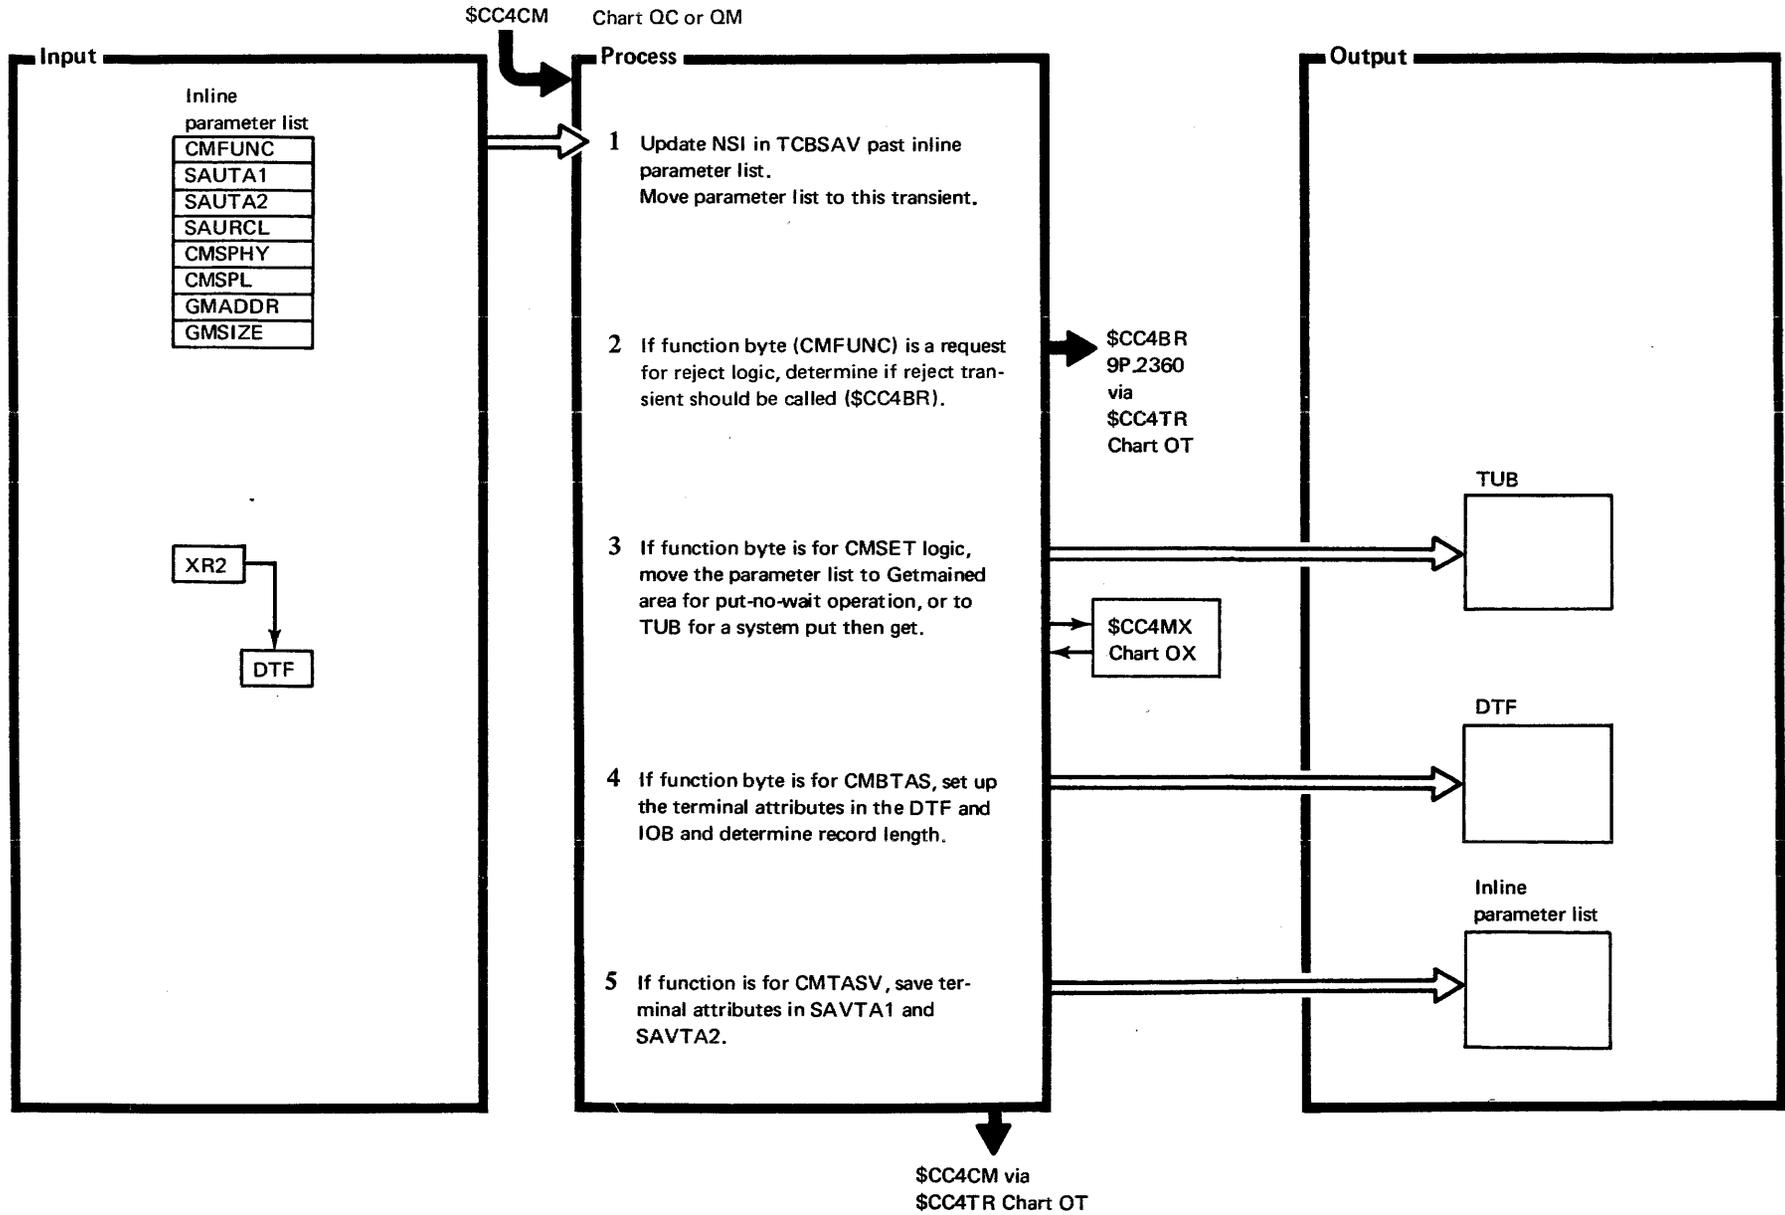 $CC4CM Chart QC or QM
Input
Process
Output
Inline
parameter list
CMFUNC
SAUTA1
SAUTA2
SAURCL
CMSPHY
CMSPL
GMADDR
GMSIZE
XR2
DTF
1 Update NSI in TCBSAV past inline
parameter list.
Move parameter list to this transient.
2 If function byte (CMFUNC) is a request
for reject logic, determine if reject tran-
sient should be called ($CC4BR).
$CC4BR
9P.2360
via
$CC4TR
Chart OT
3 If function byte is for CMSET logic,
move the parameter list to Getmained
area for put-no-wait operation, or to
TUB for a system put then get.
$CC4MX
Chart OX
TUB
4 If function byte is for CMBTAS, set up
the terminal attributes in the DTF and
IOB and determine record length.
DTF
5 If function is for CMTASV, save ter-
minal attributes in SAVTA1 and
SAVTA2.
Inline
parameter list
$CC4CM via
$CC4TR Chart OT